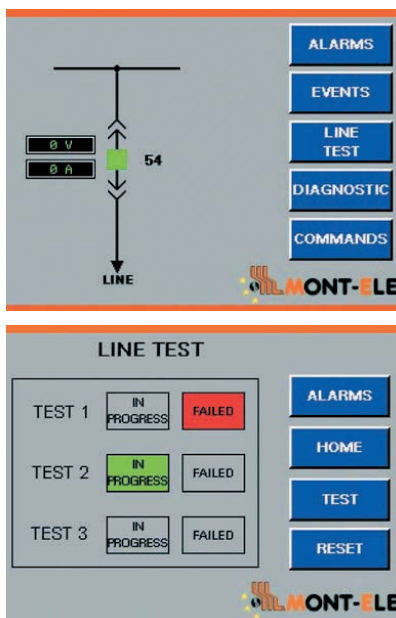 ALARMS
EVENTS
LINE
TEST
DIAGNOSTIC
COMMANDS
0 V
0 A
54
LINE
MONT-ELE
LINE TEST
TEST 1
IN
PROGRESS
FAILED
TEST 2
IN
PROGRESS
FAILED
TEST 3
IN
PROGRESS
FAILED
ALARMS
HOME
TEST
RESET
MONT-ELE